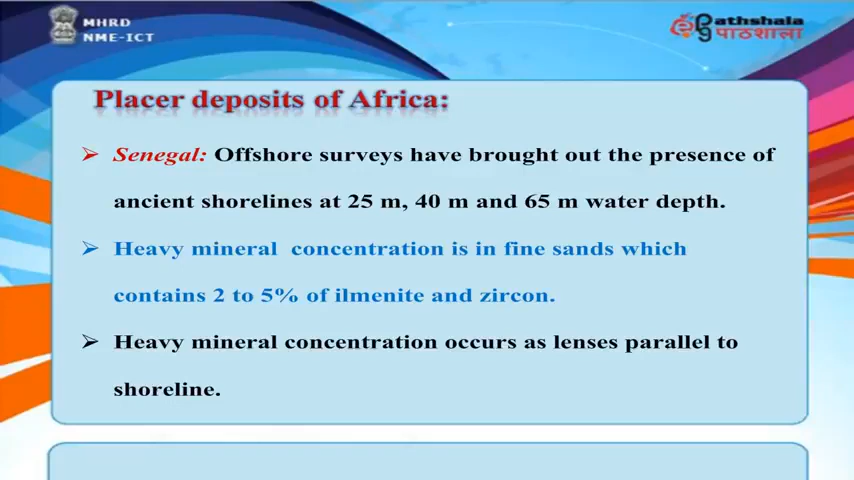 MHRD
NME-ICT
ePathshala
पाठशाला
Placer deposits of Africa:
Senegal: Offshore surveys have brought out the presence of
ancient shorelines at 25 m, 40 m and 65 m water depth.
Heavy mineral concentration is in fine sands which
contains 2 to 5% of ilmenite and zircon.
Heavy mineral concentration occurs as lenses parallel to
shoreline.